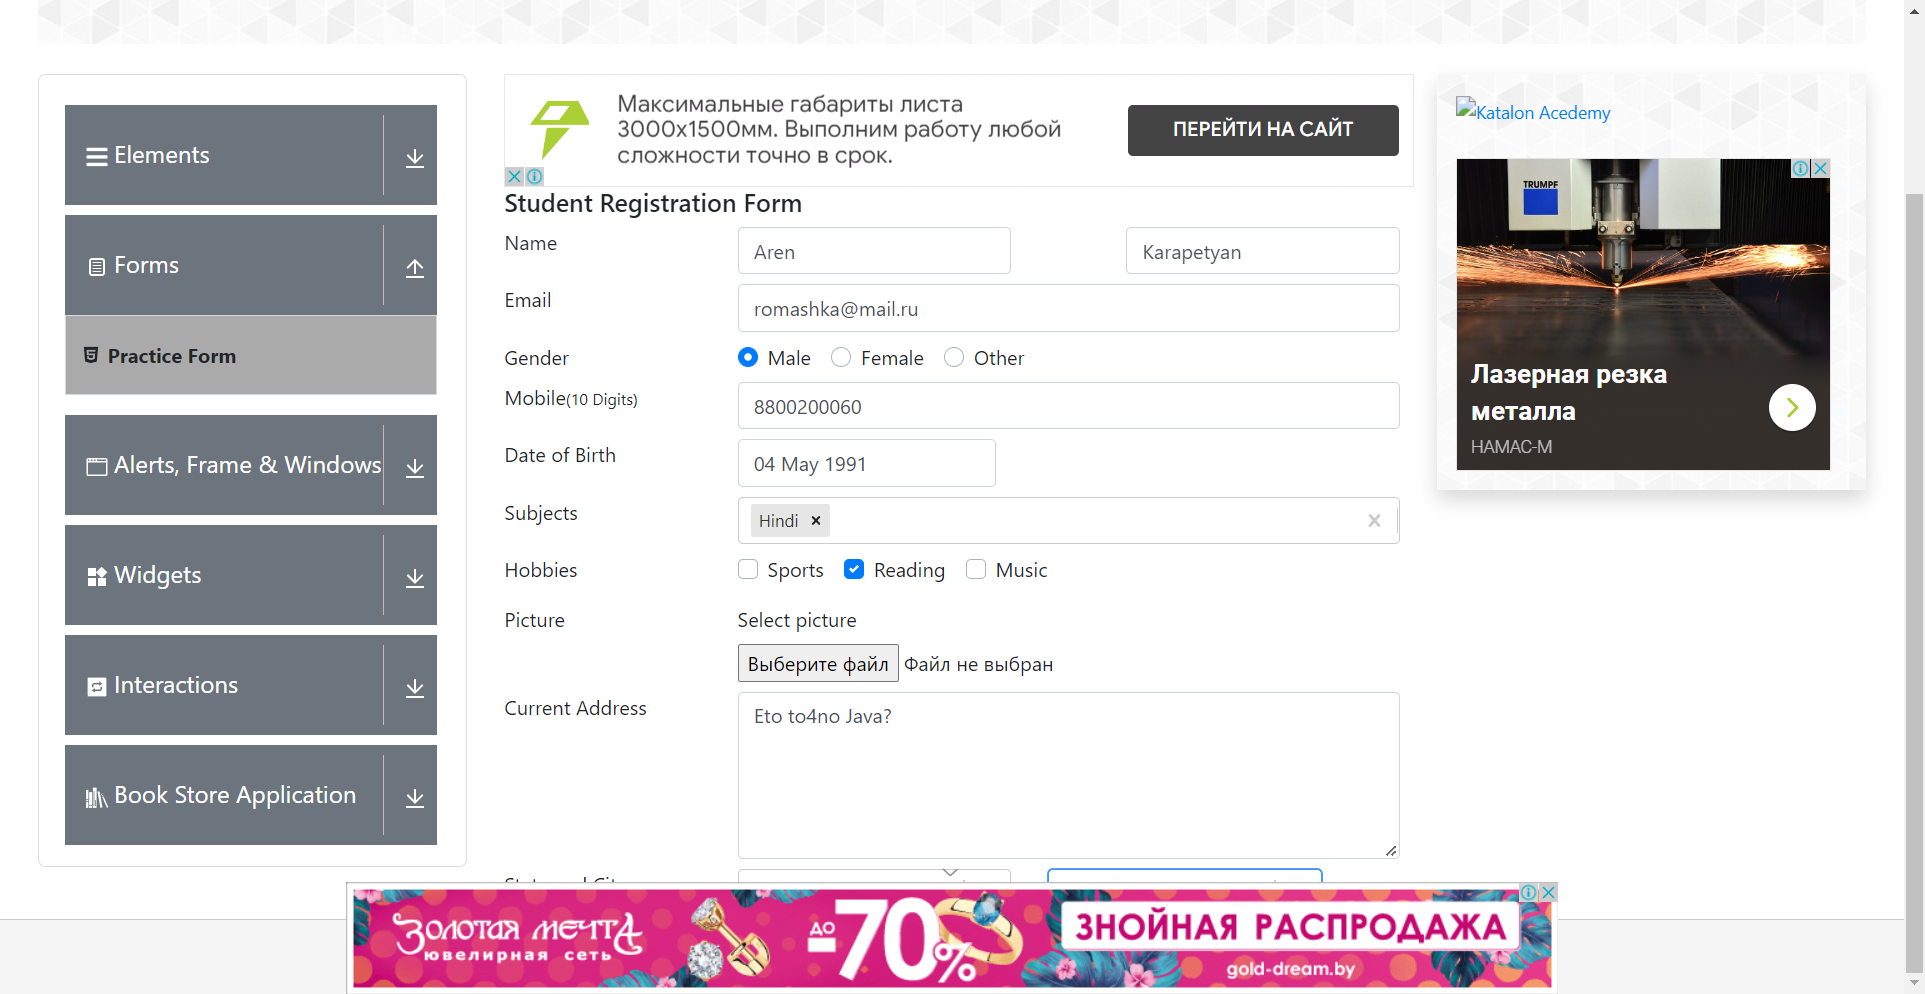 Elements
Forms
Practice Form
Alerts, Frame & Windows
Widgets
Interactions
Book Store Application
Максимальные габариты листа
3000х1500мм. Выполним работу любой
сложности точно в срок.
ПЕРЕЙТИ НА САЙТ
Student Registration Form
Name
Aren
Karapetyan
Email
romashka@mail.ru
Gender
Male Female Other
Mobile(10 Digits)
8800200060
Date of Birth
04 May 1991
Subjects
Hindi
Hobbies
Sports Reading Music
Picture
Select picture
Выберите файл Файл не выбран
Current Address
Eto to4no Java?
Katalon Acedemy
TRUMPF
Лазерная резка
металла
НАМАС-М
ЗОЛОТАЯ МЕЧТА
ювелирная сеть
до
-70%
ЗНОЙНАЯ РАСПРОДАЖА
gold-dream.by